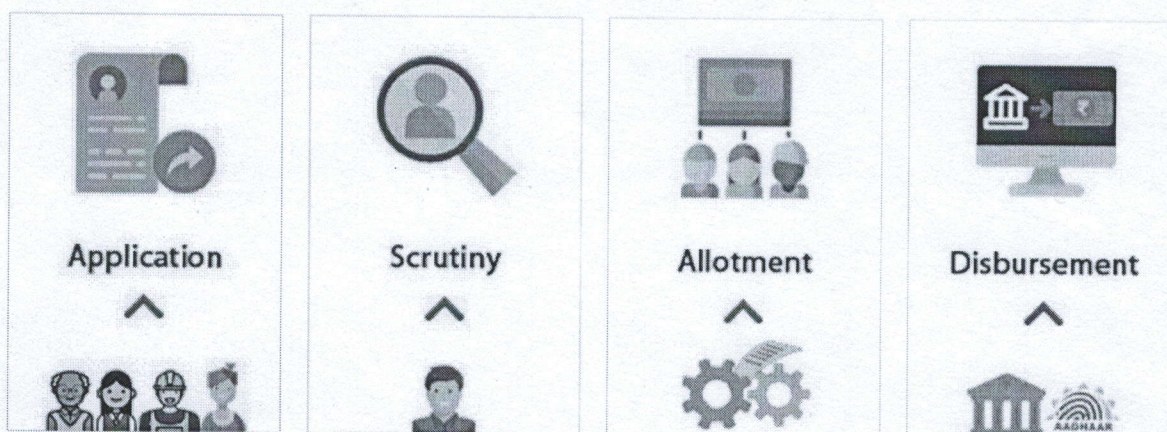 ₹
Application
Scrutiny
Allotment
Disbursement
AADHAAR